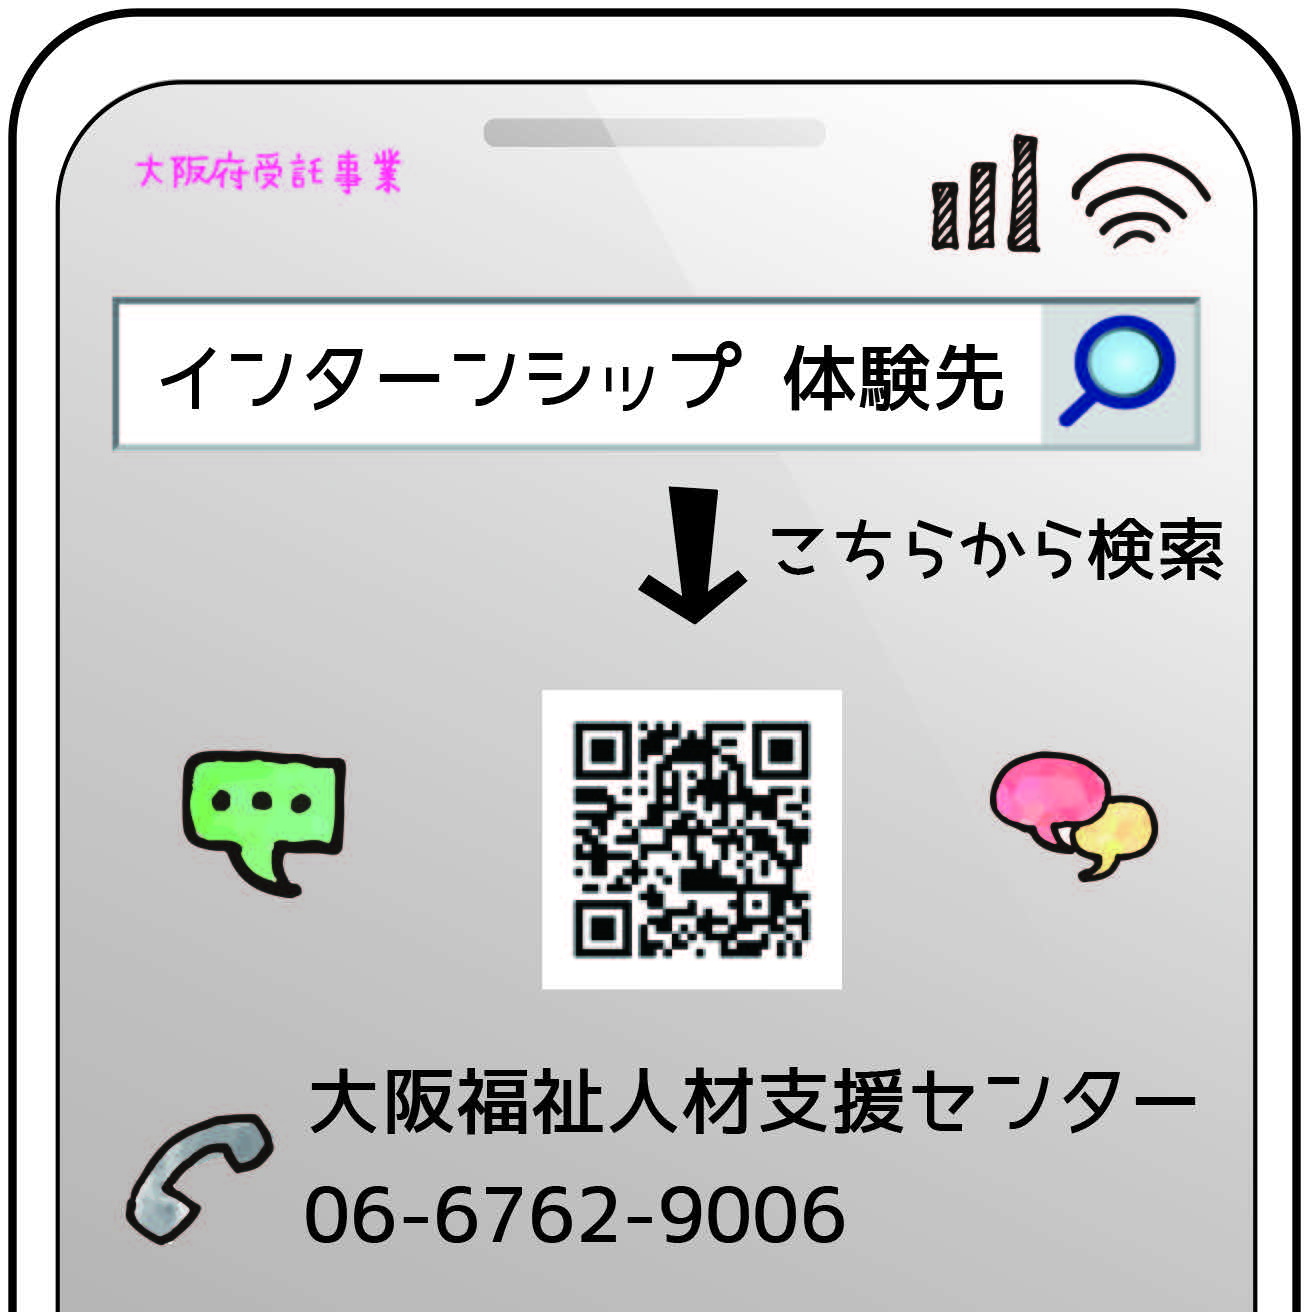 大阪府受託事業
インターンシップ 体験先
こちらから検索
大阪福祉人材支援センター
06-6762-9006